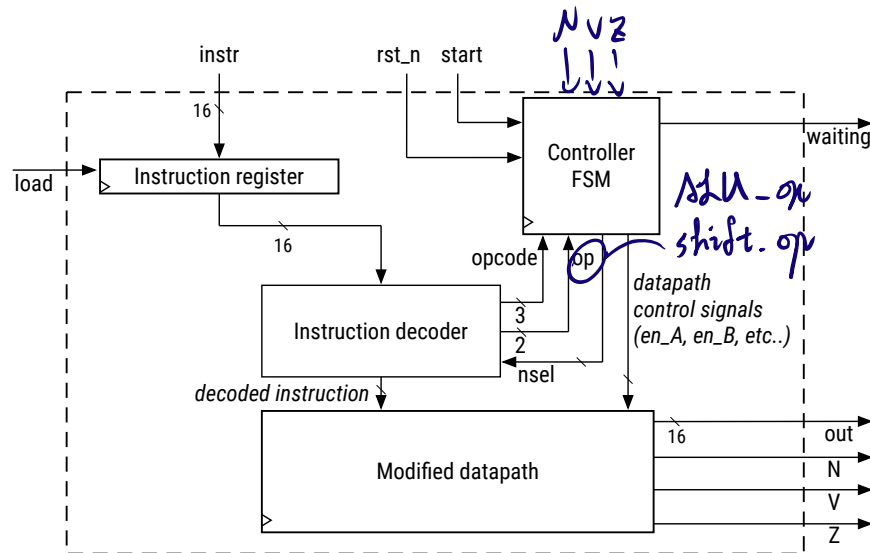 N V Z
instr
rst_n
start
16
load
Instruction register
Controller
FSM
waiting
ALU_op
shift_op
16
opcode
op
datapath
control signals
(en_A, en_B, etc..)
Instruction decoder
3
2
nsel
decoded instruction
Modified datapath
16
out
N
V
Z